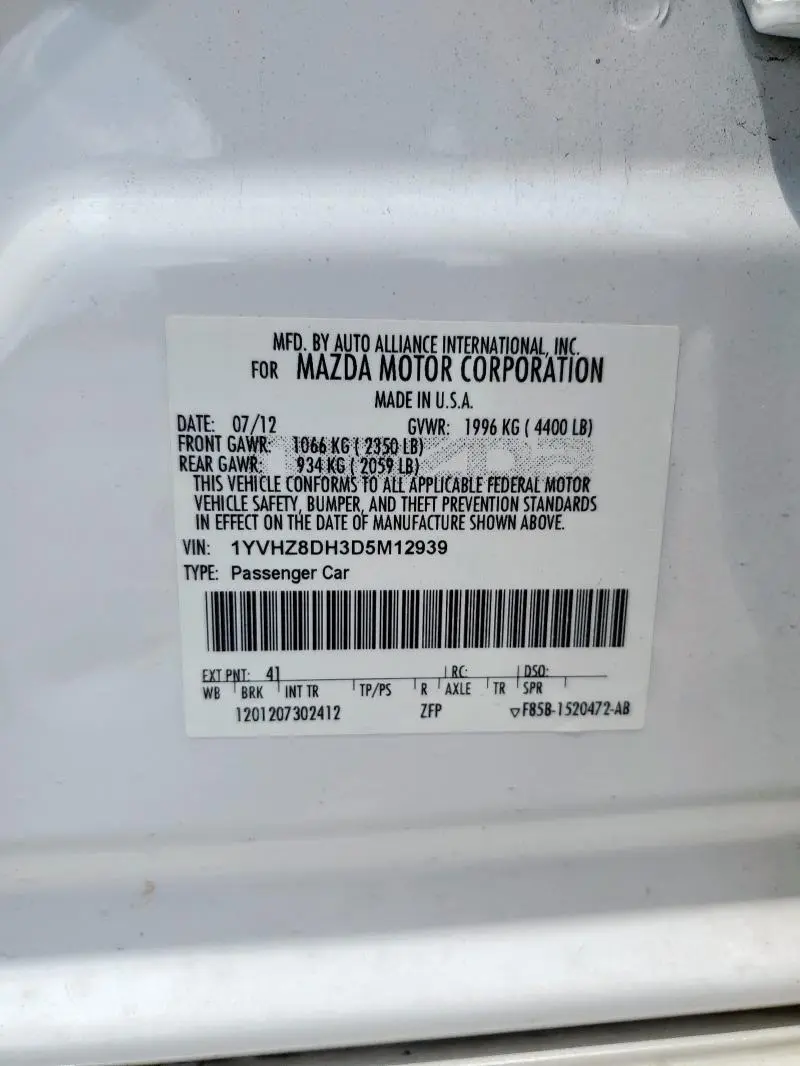 MFD. BY AUTO ALLIANCE INTERNATIONAL, INC.
FOR MAZDA MOTOR CORPORATION
MADE IN U.S.A.
DATE: 07/12 GVWR: 1996 KG ( 4400 LB)
FRONT GAWR: 1066 KG ( 2350 LB)
REAR GAWR: 934 KG ( 2059 LB)
THIS VEHICLE CONFORMS TO ALL APPLICABLE FEDERAL MOTOR
VEHICLE SAFETY, BUMPER, AND THEFT PREVENTION STANDARDS
IN EFFECT ON THE DATE OF MANUFACTURE SHOWN ABOVE.
VIN: 1YVHZ8DH3D5M12939
TYPE: Passenger Car
EXT PNT: 41 RC: DSO:
WB BRK INT TR TP/PS R AXLE TR SPR
1201207302412 ZFP ▽F85B-1520472-AB